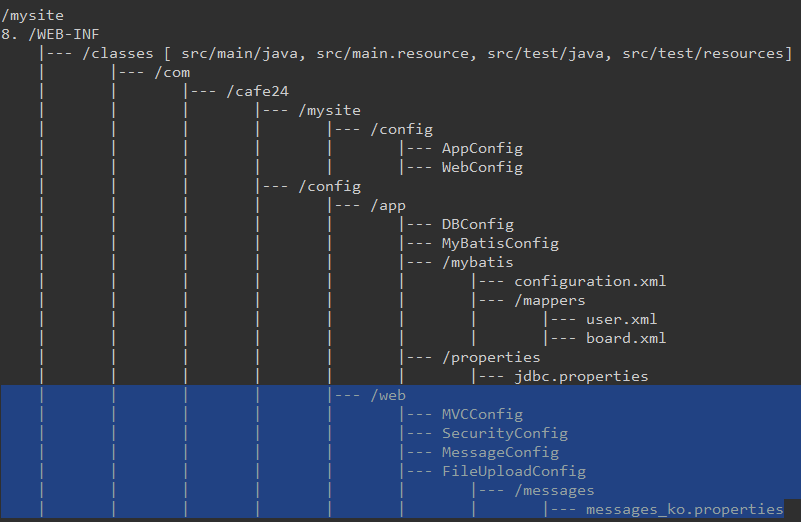 /mysite
8. /WEB-INF
    |--- /classes [ src/main/java, src/main.resource, src/test/java, src/test/resources]
    |       |--- /com
    |       |       |--- /cafe24
    |       |       |       |--- /mysite
    |       |       |       |       |--- /config
    |       |       |       |       |       |--- AppConfig
    |       |       |       |       |       |--- WebConfig
    |       |       |       |--- /config
    |       |       |       |       |--- /app
    |       |       |       |       |       |--- DBConfig
    |       |       |       |       |       |--- MyBatisConfig
    |       |       |       |       |       |--- /mybatis
    |       |       |       |       |       |       |--- configuration.xml
    |       |       |       |       |       |       |--- /mappers
    |       |       |       |       |       |       |       |--- user.xml
    |       |       |       |       |       |       |       |--- board.xml
    |       |       |       |       |       |--- /properties
    |       |       |       |       |       |       |--- jdbc.properties
    |       |       |       |       |--- /web
    |       |       |       |       |       |--- MVCConfig
    |       |       |       |       |       |--- SecurityConfig
    |       |       |       |       |       |--- MessageConfig
    |       |       |       |       |       |--- FileUploadConfig
    |       |       |       |       |       |       |--- /messages
    |       |       |       |       |       |       |       |--- messages_ko.properties